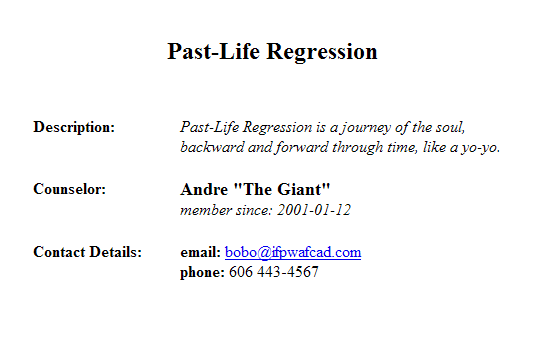 Past-Life Regression
Description: Past-Life Regression is a journey of the soul,
backward and forward through time, like a yo-yo.
Counselor: Andre "The Giant"
member since: 2001-01-12
Contact Details: email: bobo@ifpwafcad.com
phone: 606 443-4567